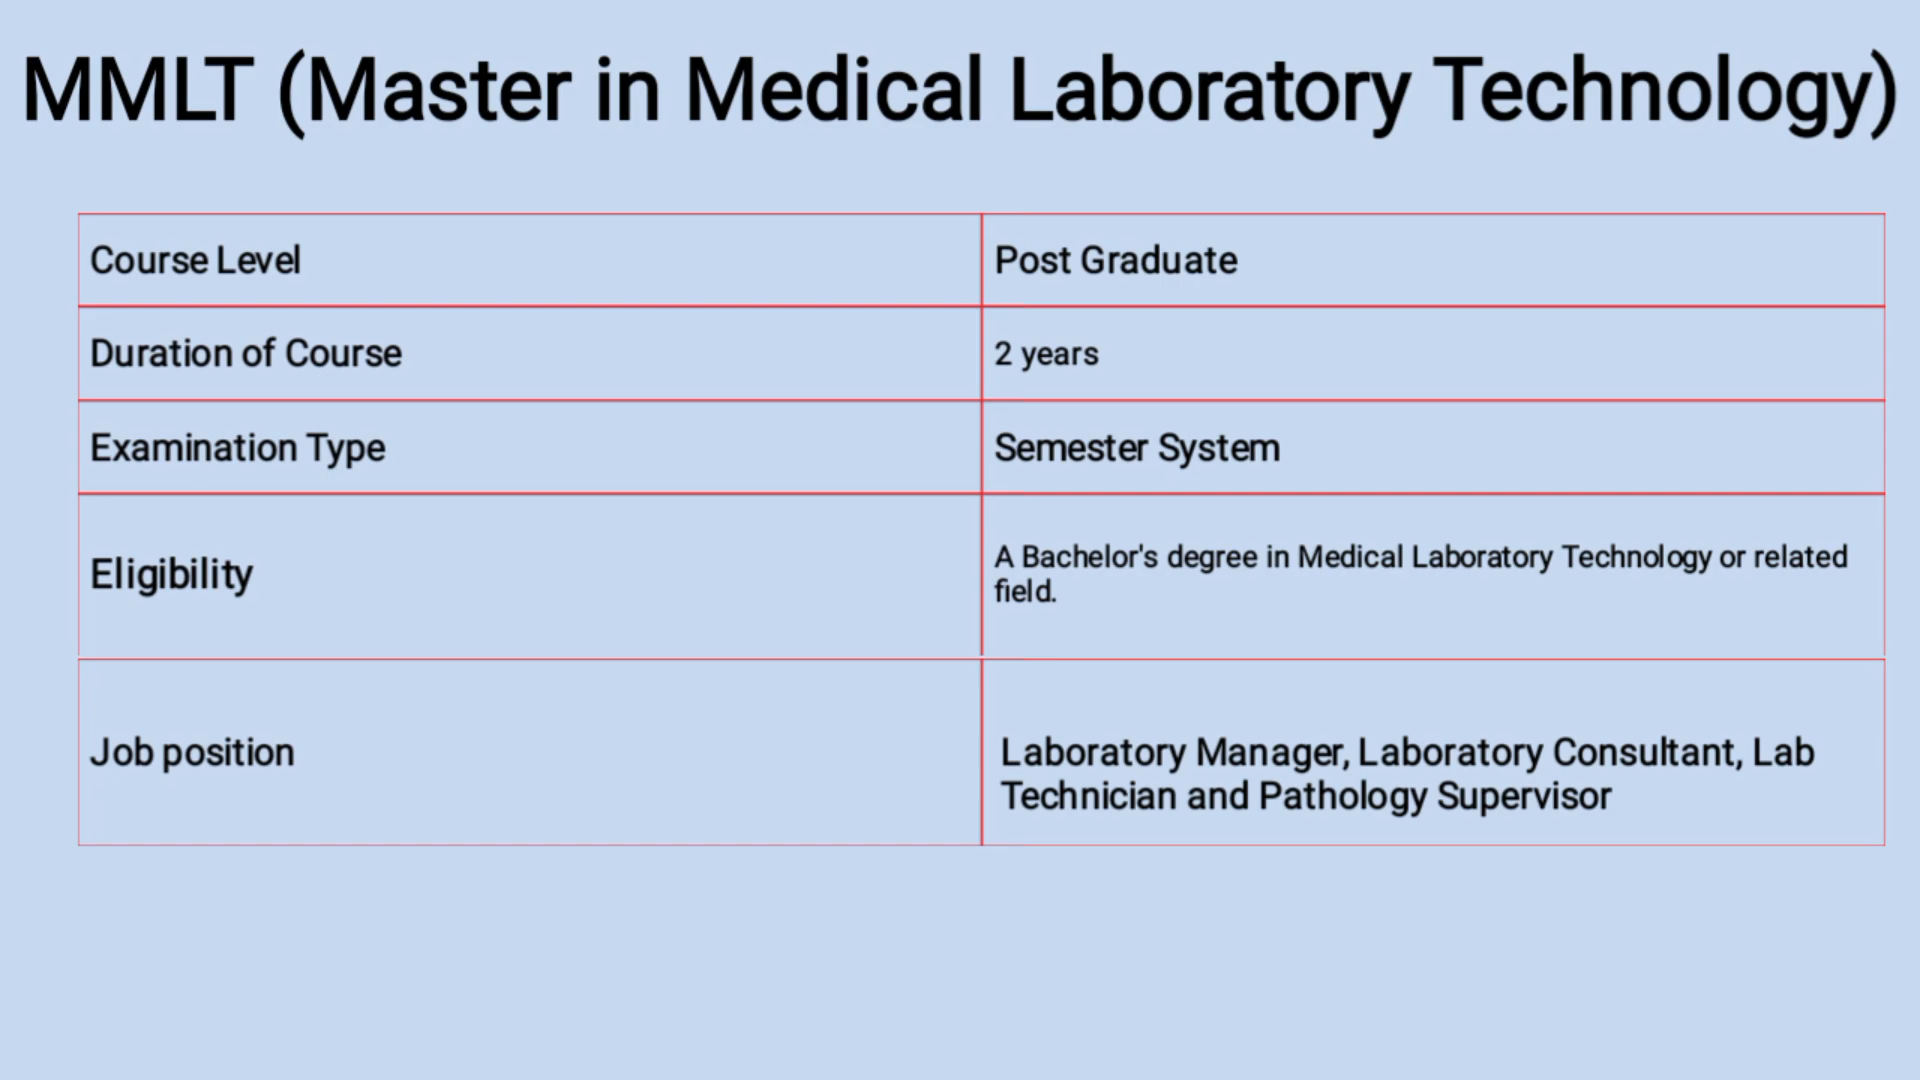 MMLT (Master in Medical Laboratory Technology)
Course Level
Post Graduate
Duration of Course
2 years
Examination Type
Semester System
Eligibility
A Bachelor's degree in Medical Laboratory Technology or related
field.
Job position
Laboratory Manager, Laboratory Consultant, Lab
Technician and Pathology Supervisor